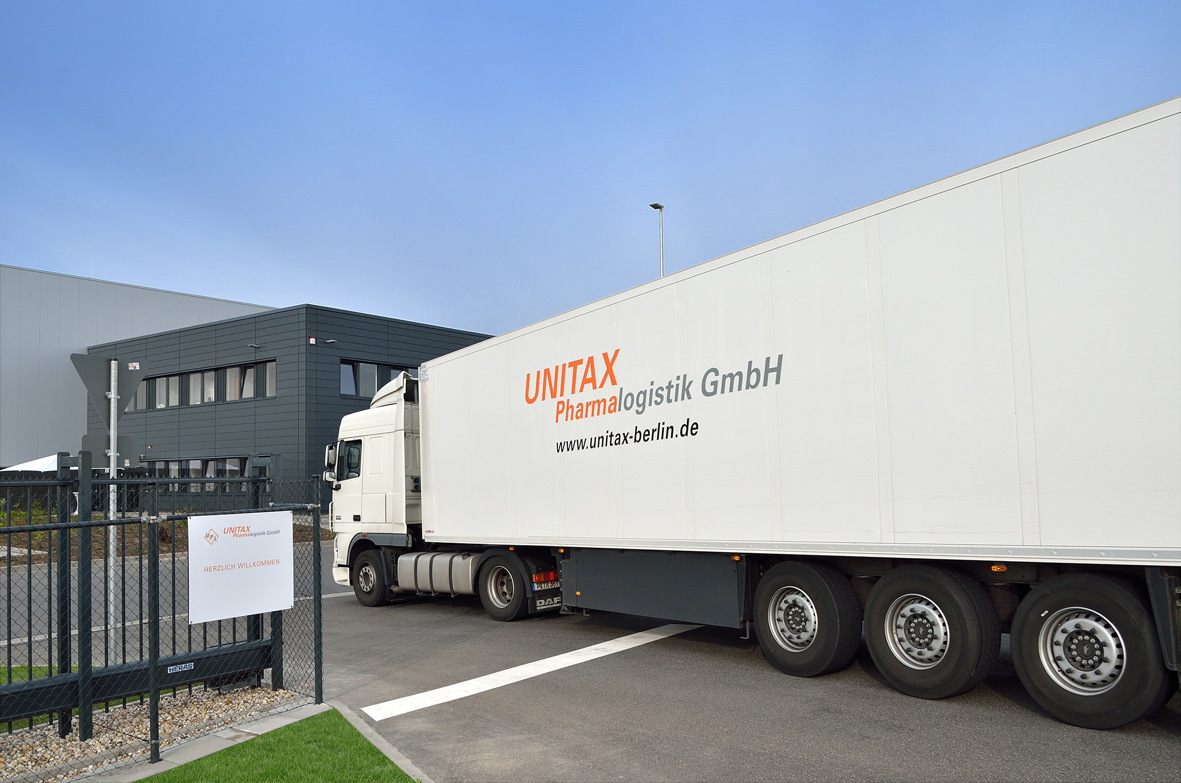 UNITAX
Pharmalogistik GmbH
www.unitax-berlin.de
UNITAX
Pharmalogistik GmbH
HERZLICH WILLKOMMEN
HERAS
DAF